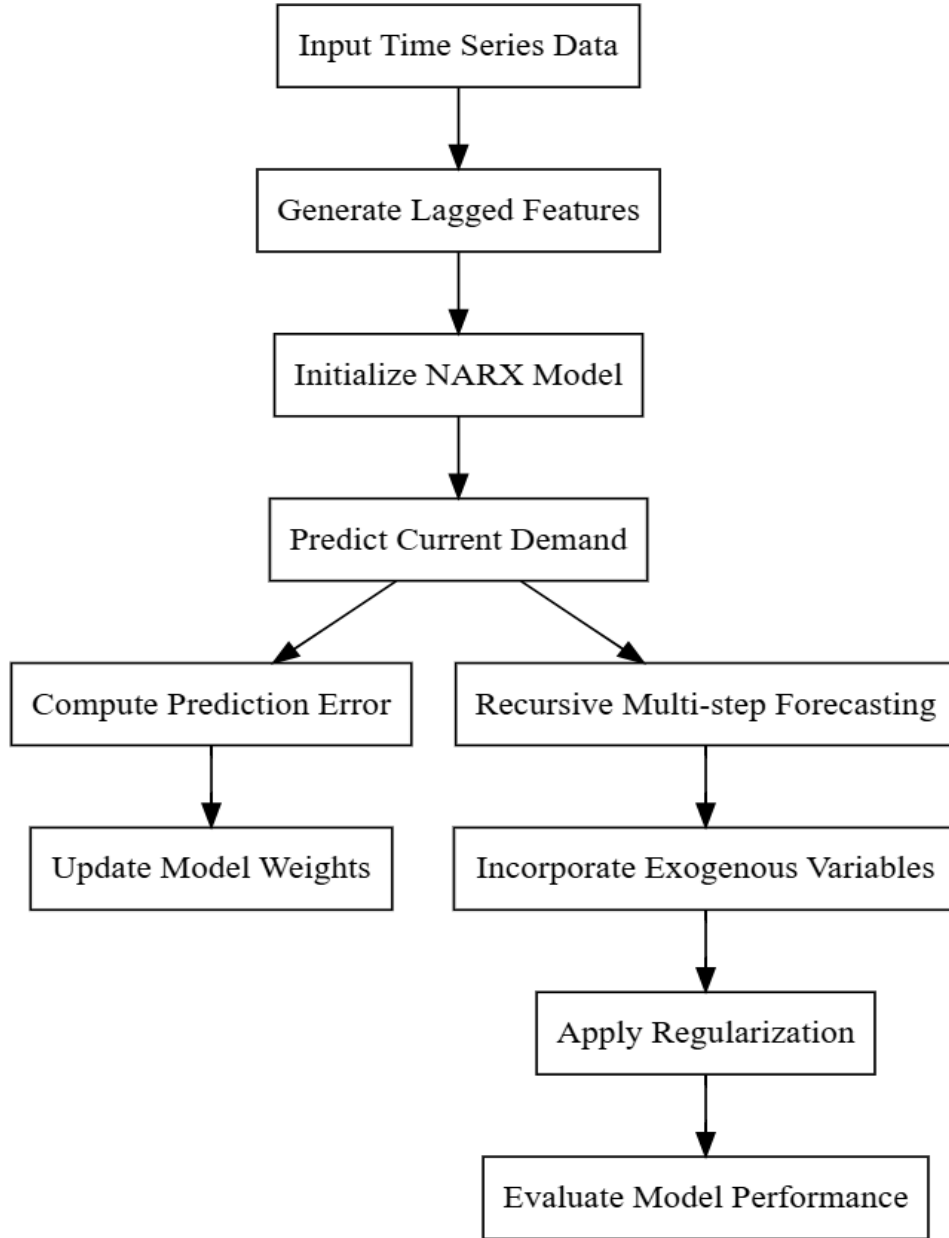 Input Time Series Data
Generate Lagged Features
Initialize NARX Model
Predict Current Demand
Compute Prediction Error
Recursive Multi-step Forecasting
Update Model Weights
Incorporate Exogenous Variables
Apply Regularization
Evaluate Model Performance